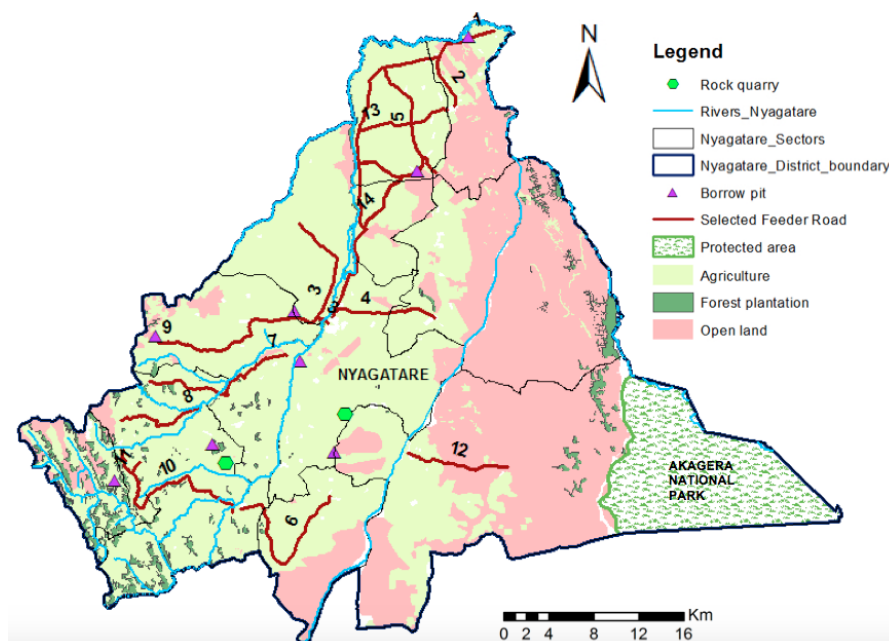 1
N
Legend
Rock quarry
Rivers_Nyagatare
Nyagatare_Sectors
Nyagatare_District_boundary
Borrow pit
Selected Feeder Road
Protected area
Agriculture
Forest plantation
Open land
2
13
5
14
3
4
9
7
NYAGATARE
8
11
10
12
6
AKAGERA
NATIONAL
PARK
Km
0 2 4 8 12 16